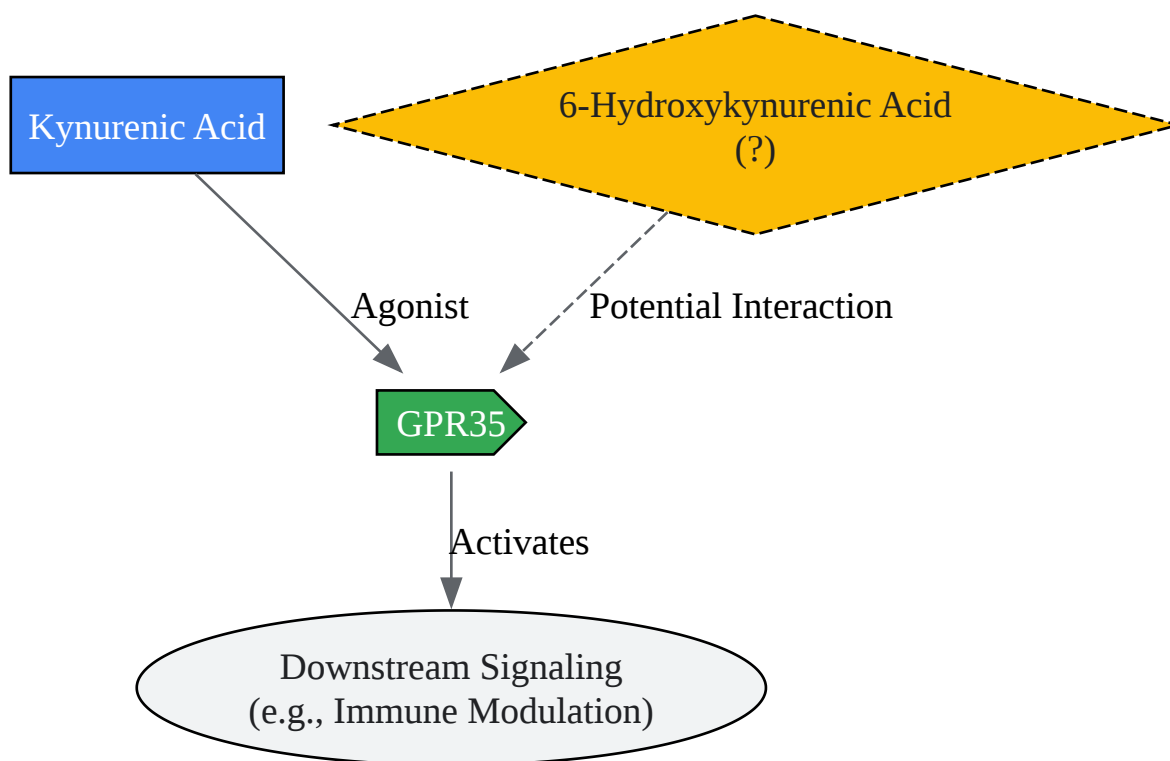 Kynurenic Acid
6-Hydroxykynurenic Acid
(?)
Agonist
Potential Interaction
GPR35
Activates
Downstream Signaling
(e.g., Immune Modulation)